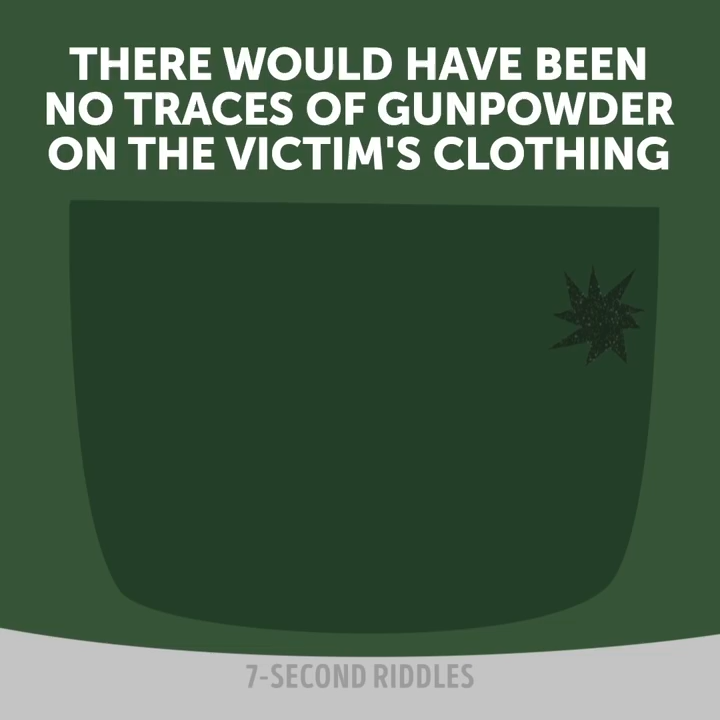 THERE WOULD HAVE BEEN
NO TRACES OF GUNPOWDER
ON THE VICTIM'S CLOTHING
7-SECOND RIDDLES